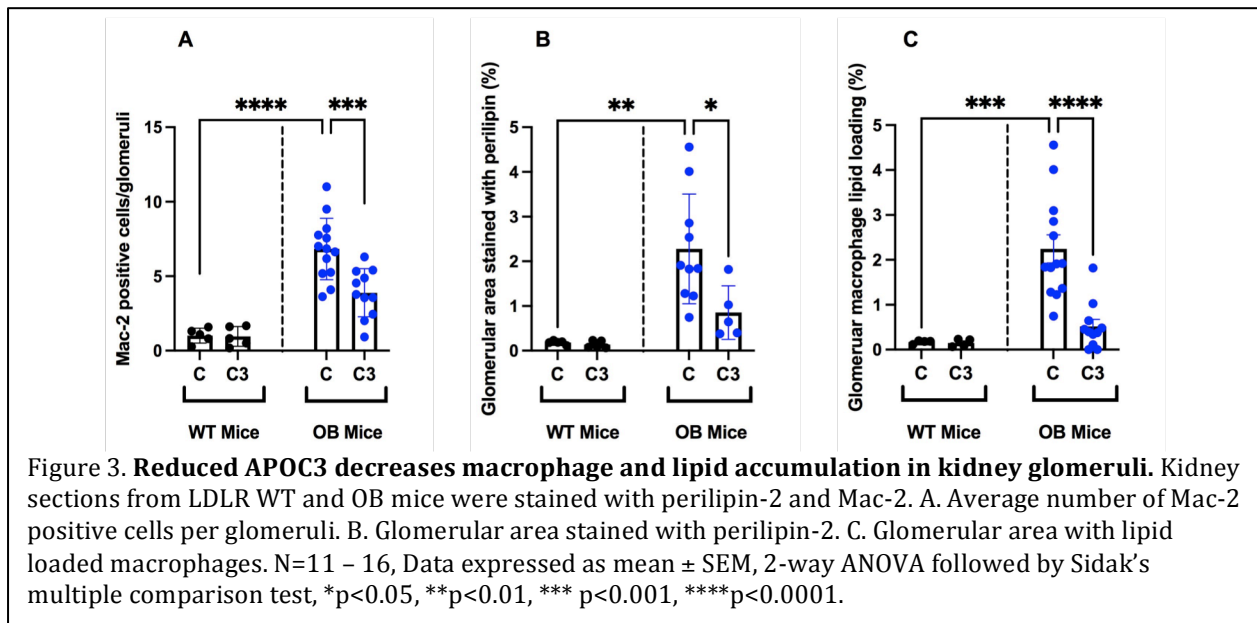 A
B
C
Mac-2 positive cells/glomeruli
15
10
5
0
**** ***
C C3 C C3
WT Mice OB Mice
Glomerular area stained with perilipin (%)
5
4
3
2
1
0
** *
C C3 C C3
WT Mice OB Mice
Glomeruar macrophage lipid loading (%)
5
4
3
2
1
0
*** ****
C C3 C C3
WT Mice OB Mice
Figure 3. Reduced APOC3 decreases macrophage and lipid accumulation in kidney glomeruli. Kidney
sections from LDLR WT and OB mice were stained with perilipin-2 and Mac-2. A. Average number of Mac-2
positive cells per glomeruli. B. Glomerular area stained with perilipin-2. C. Glomerular area with lipid
loaded macrophages. N=11 – 16, Data expressed as mean ± SEM, 2-way ANOVA followed by Sidak’s
multiple comparison test, *p<0.05, **p<0.01, *** p<0.001, ****p<0.0001.